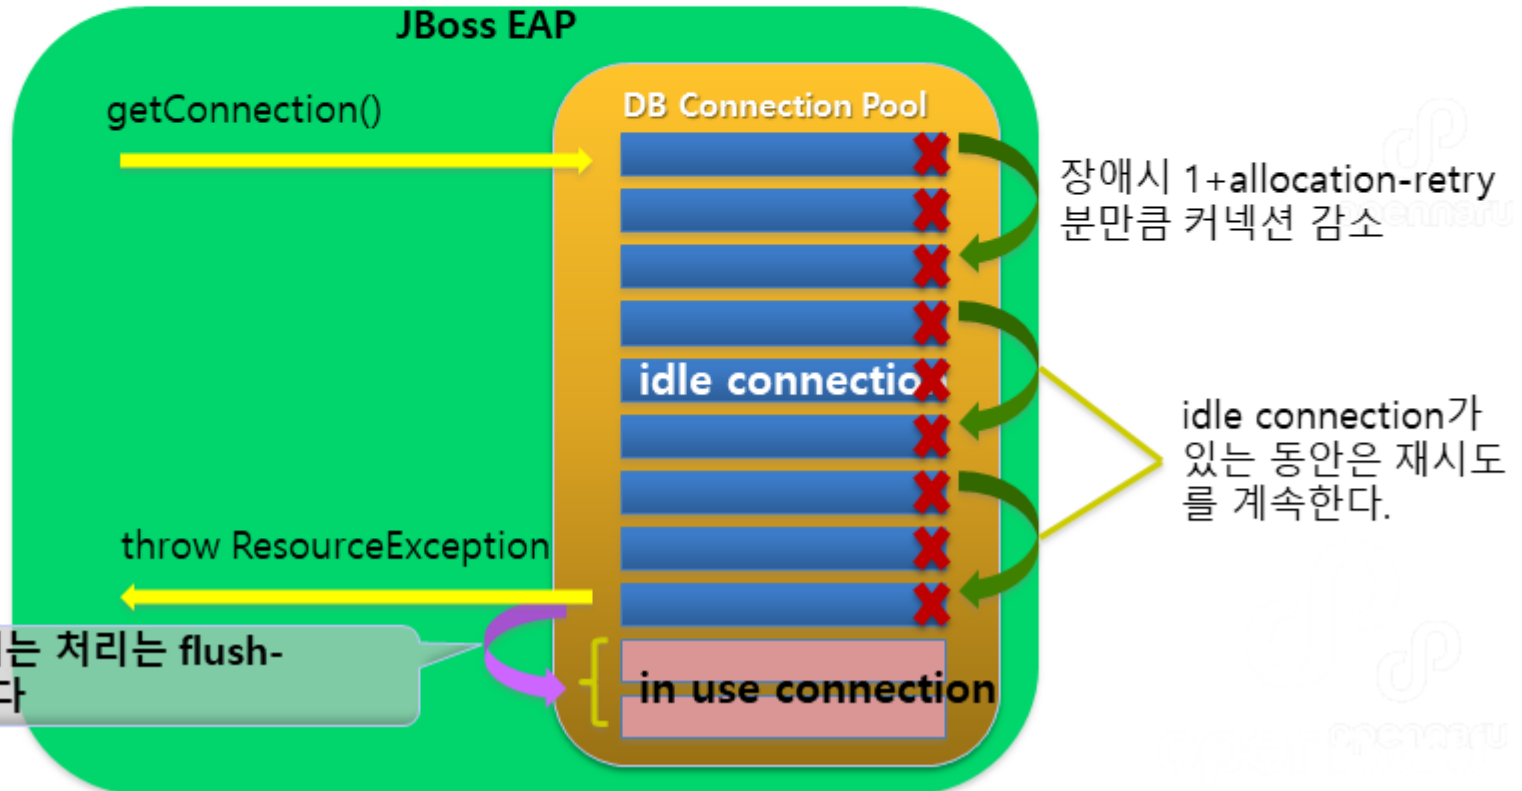 JBoss EAP
getConnection()
DB Connection Pool
장애시 1+allocation-retry
분만큼 커넥션 감소
idle connectio
idle connection가
있는 동안은 재시도
를 계속한다.
throw ResourceException
는 처리는 flush-
다
in use connection
opennaru
opennaru